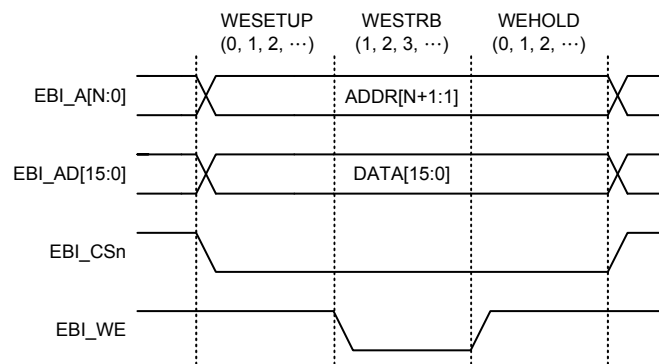 WESETUP WESTRB WEHOLD
(0, 1, 2, ⋯) (1, 2, 3, ⋯) (0, 1, 2, ⋯)
EBI_A[N:0] ADDR[N+1:1]
EBI_AD[15:0] DATA[15:0]
EBI_CSn
EBI_WE